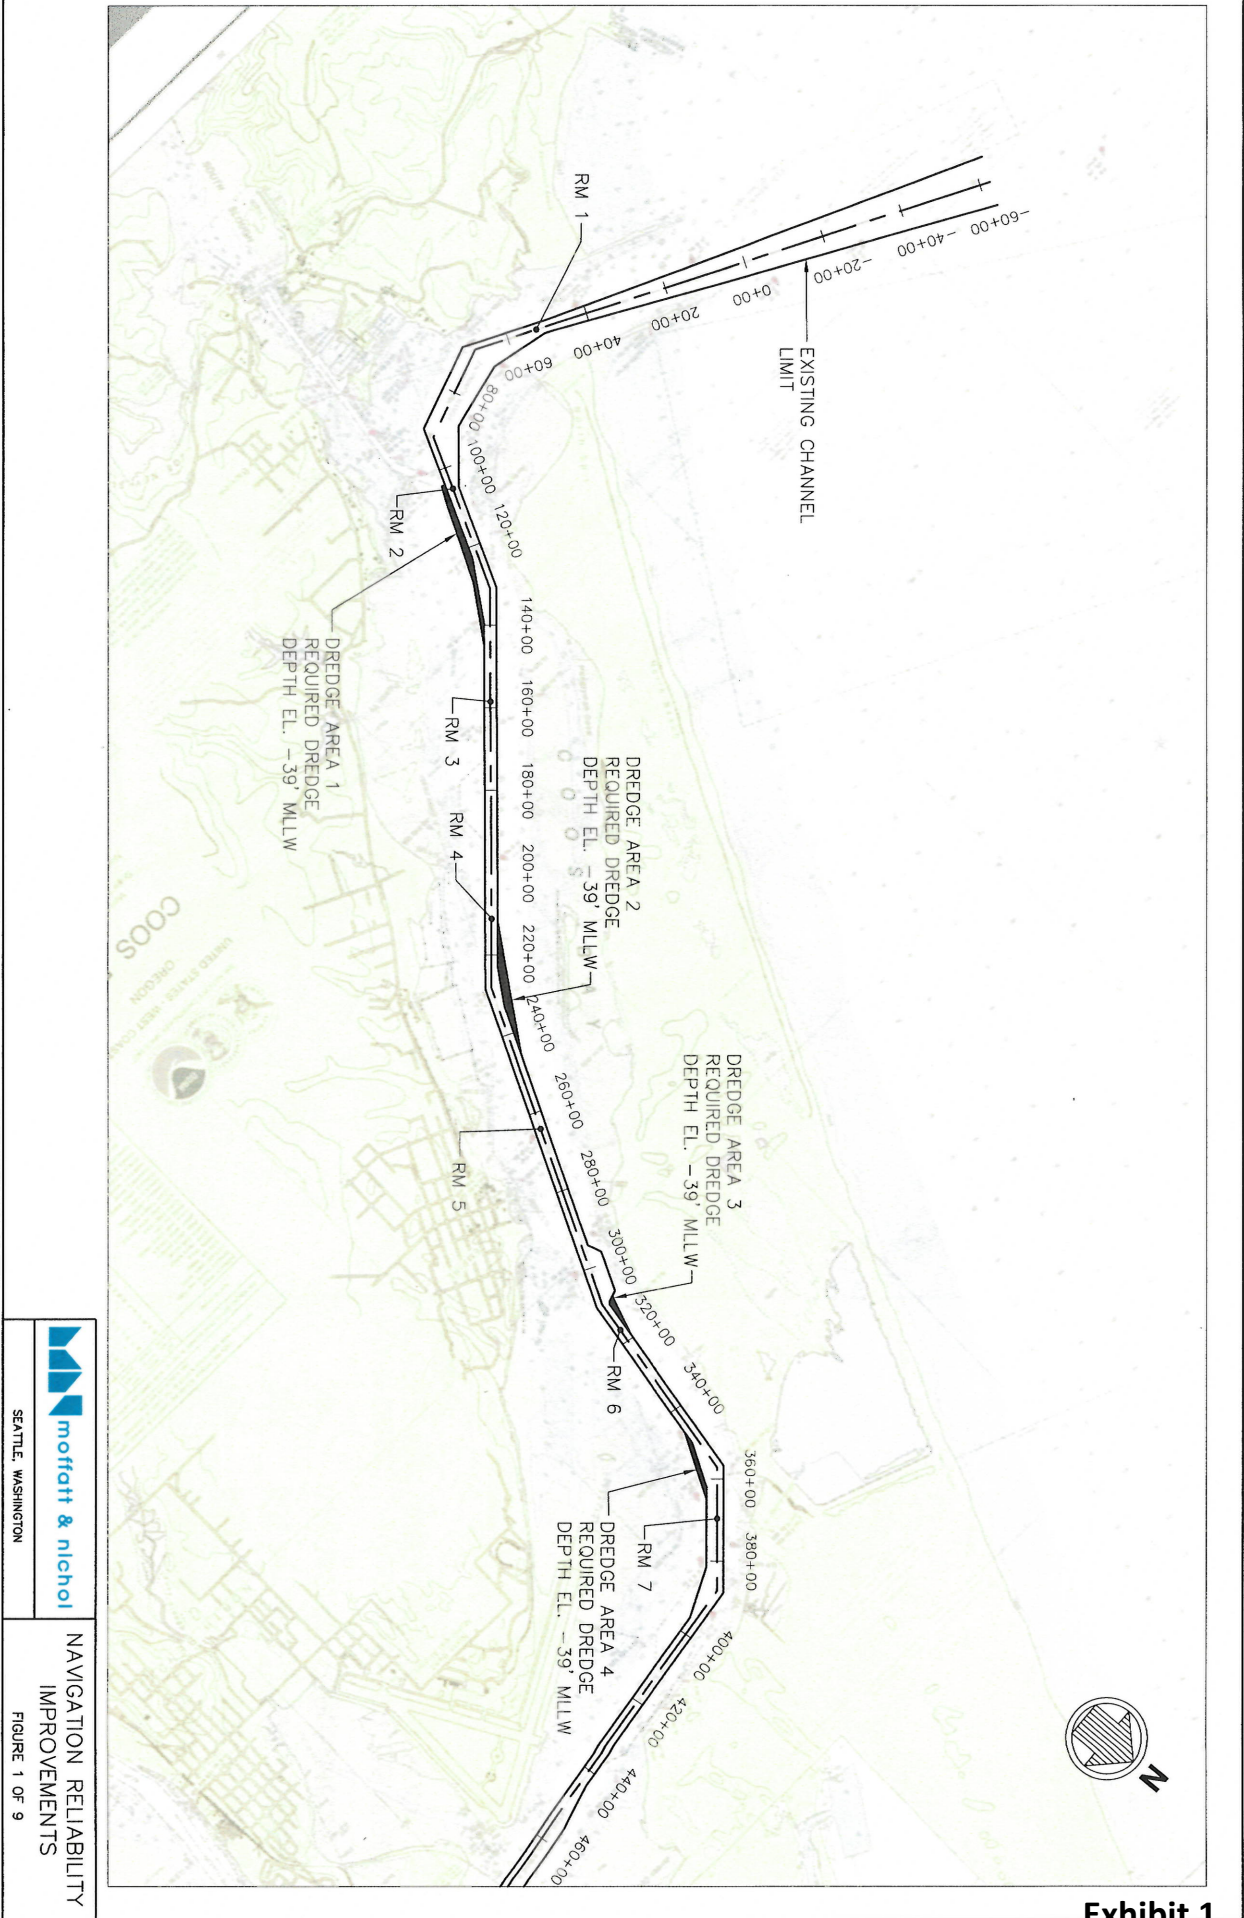 -60+00
-40+00
-20+00
0+00
20+00
40+00
60+00
80+00
100+00
120+00
140+00
160+00
180+00
200+00
220+00
240+00
260+00
280+00
300+00
320+00
340+00
360+00
380+00
400+00
420+00
440+00
460+00
EXISTING CHANNEL
LIMIT
RM 1
RM 2
RM 3
RM 4
RM 5
RM 6
RM 7
DREDGE AREA 1
REQUIRED DREDGE
DEPTH EL. -39' MLLW
DREDGE AREA 2
REQUIRED DREDGE
DEPTH EL. -39' MLLW
DREDGE AREA 3
REQUIRED DREDGE
DEPTH EL. -39' MLLW
DREDGE AREA 4
REQUIRED DREDGE
DEPTH EL. -39' MLLW
COOS
UNITED STATES - WEST COAST
OREGON
COOS
N
moffatt & nichol
SEATTLE, WASHINGTON
NAVIGATION RELIABILITY
IMPROVEMENTS
FIGURE 1 OF 9
Exhibit 1